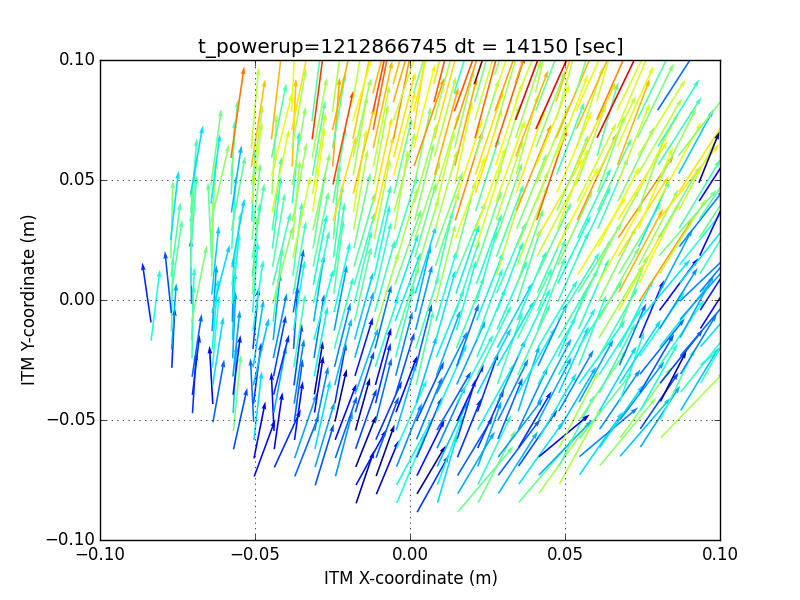 t_powerup=1212866745 dt = 14150 [sec]
0.10
0.05
0.00
−0.05
−0.10
ITM Y-coordinate (m)
−0.10 −0.05 0.00 0.05 0.10
ITM X-coordinate (m)